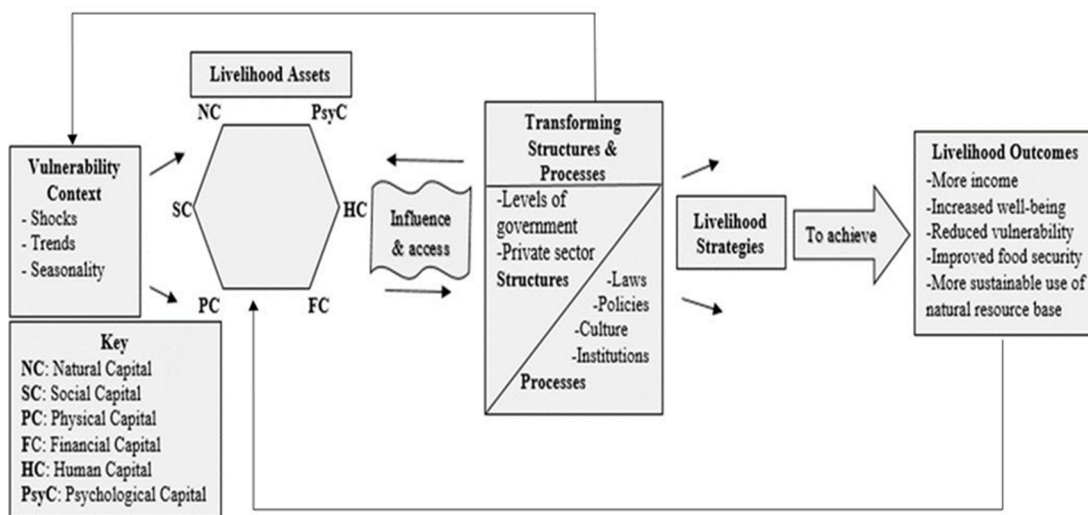 Livelihood Assets
NC
PsyC
SC
HC
PC
FC
Vulnerability
Context
- Shocks
- Trends
- Seasonality
Key
NC: Natural Capital
SC: Social Capital
PC: Physical Capital
FC: Financial Capital
HC: Human Capital
PsyC: Psychological Capital
Influence
& access
Transforming
Structures &
Processes
-Levels of
government
-Private sector
Structures
-Laws
-Policies
-Culture
-Institutions
Processes
Livelihood
Strategies
To achieve
Livelihood Outcomes
-More income
-Increased well-being
-Reduced vulnerability
-Improved food security
-More sustainable use of
natural resource base